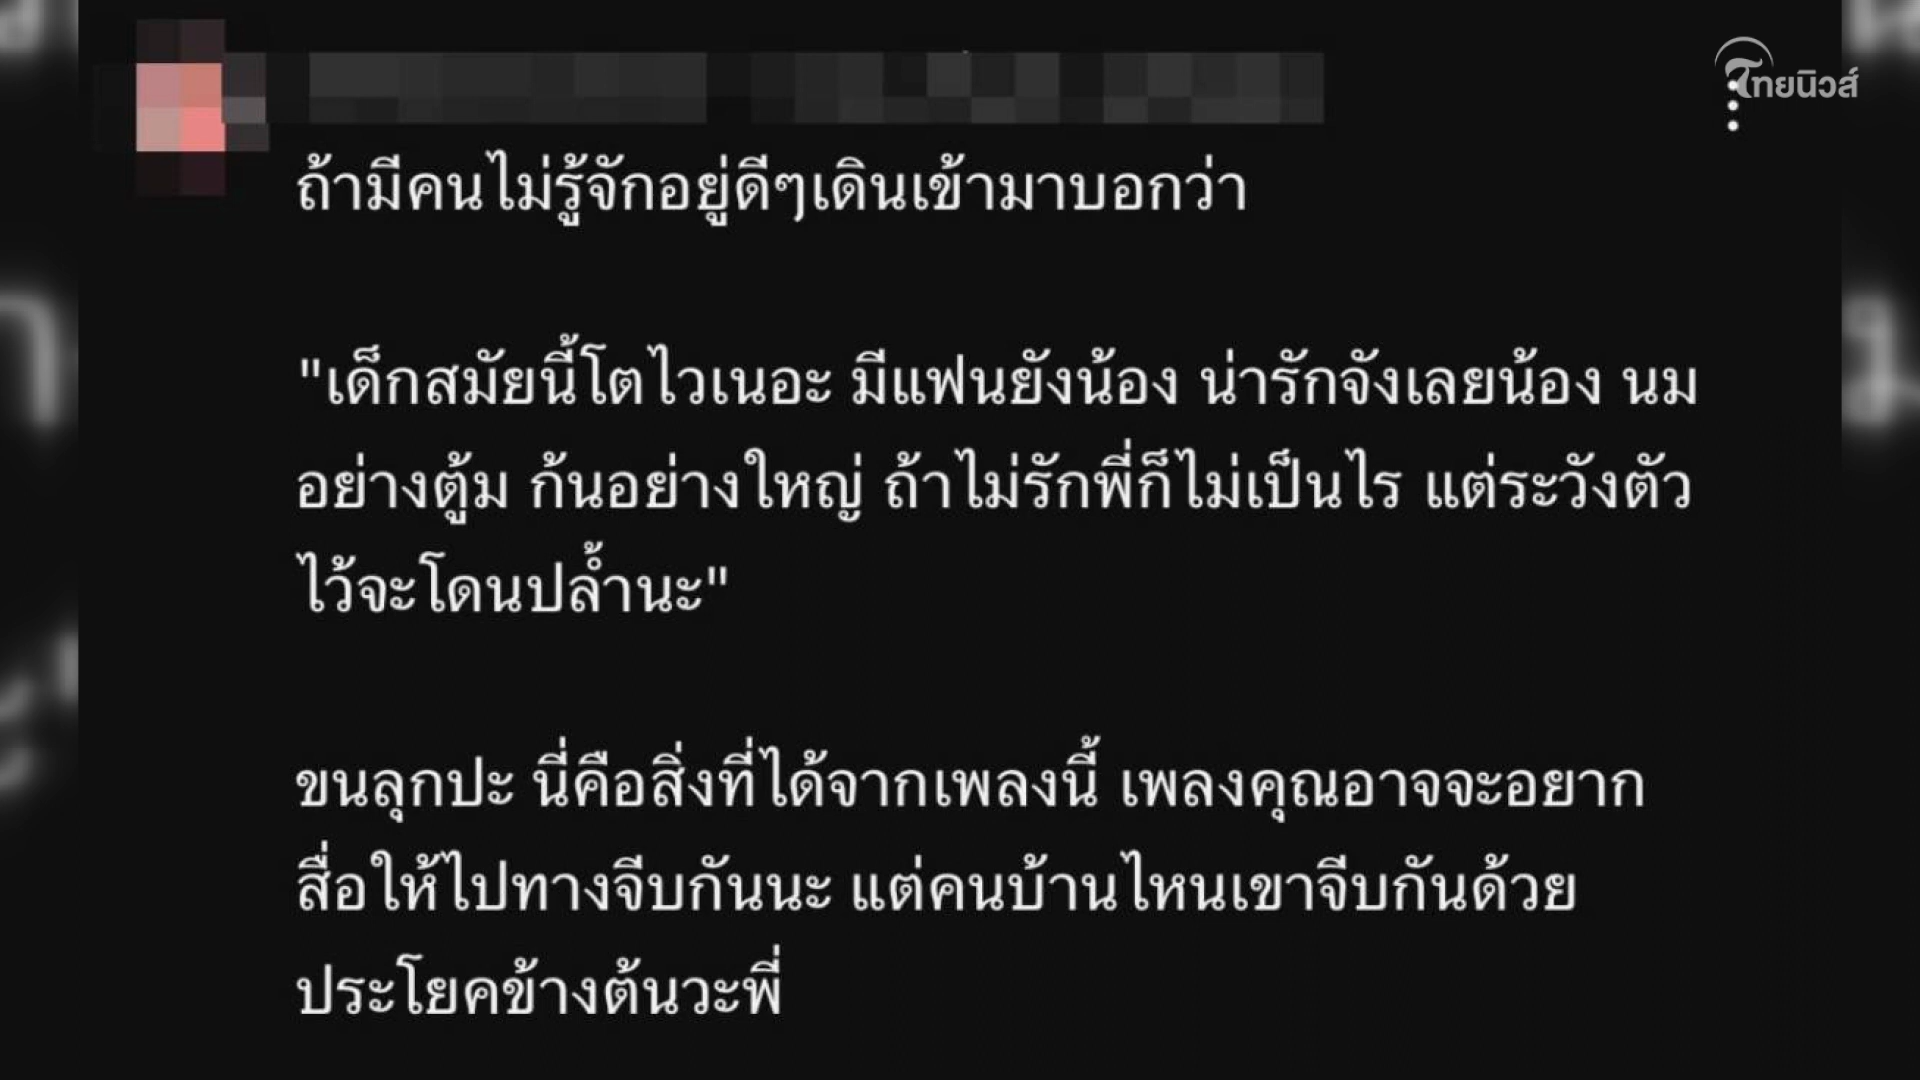 ไทยนิวส์
ถ้ามีคนไม่รู้จักอยู่ดีๆเดินเข้ามาบอกว่า
"เด็กสมัยนี้โตไวเนอะ มีแฟนยังน้อง น่ารักจังเลยน้อง นม
อย่างตู้ม ก้นอย่างใหญ่ ถ้าไม่รักพี่ก็ไม่เป็นไร แต่ระวังตัว
ไว้จะโดนปล้ำนะ"
ขนลุกปะ นี่คือสิ่งที่ได้จากเพลงนี้ เพลงคุณอาจจะอยาก
สื่อให้ไปทางจีบกันนะ แต่คนบ้านไหนเขาจีบกันด้วย
ประโยคข้างต้นวะพี่